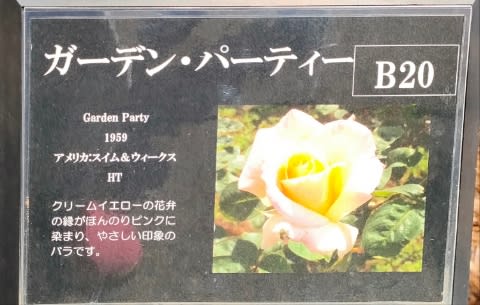 ガーデン・パーティー
B20
Garden Party
1959
アメリカ:スイム&ウィークス
HT
クリームイエローの花弁
の縁がほんのりピンクに
染まり、やさしい印象の
バラです。